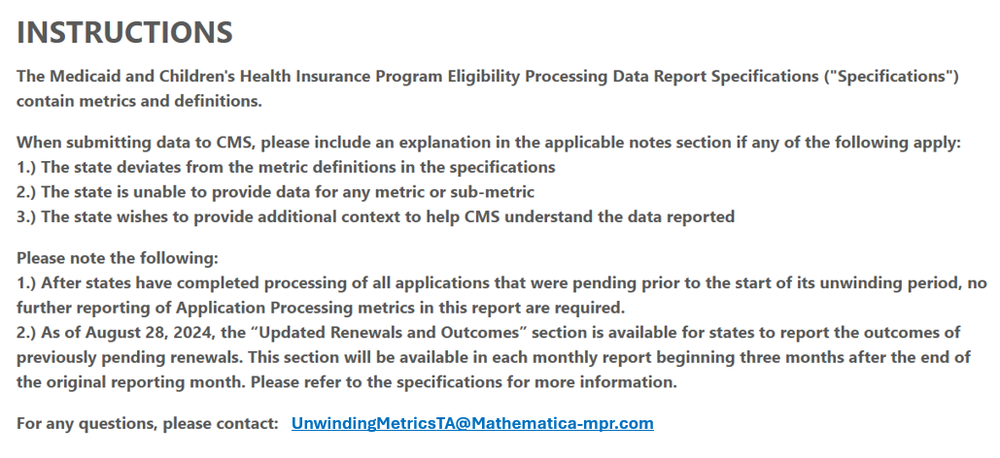 INSTRUCTIONS
The Medicaid and Children's Health Insurance Program Eligibility Processing Data Report Specifications ("Specifications")
contain metrics and definitions.
When submitting data to CMS, please include an explanation in the applicable notes section if any of the following apply:
1.) The state deviates from the metric definitions in the specifications
2.) The state is unable to provide data for any metric or sub-metric
3.) The state wishes to provide additional context to help CMS understand the data reported
Please note the following:
1.) After states have completed processing of all applications that were pending prior to the start of its unwinding period, no
further reporting of Application Processing metrics in this report are required.
2.) As of August 28, 2024, the “Updated Renewals and Outcomes” section is available for states to report the outcomes of
previously pending renewals. This section will be available in each monthly report beginning three months after the end of
the original reporting month. Please refer to the specifications for more information.
For any questions, please contact: UnwindingMetricsTA@Mathematica-mpr.com